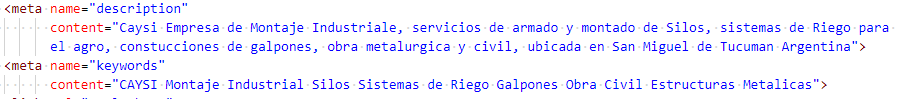 <meta name="description"
content="Caysi Empresa de Montaje Industriale, servicios de armado y montado de Silos, sistemas de Riego para
el agro, constucciones de galpones, obra metalurgica y civil, ubicada en San Miguel de Tucuman Argentina">
<meta name="keywords"
content="CAYSI Montaje Industrial Silos Sistemas de Riego Galpones Obra Civil Estructuras Metalicas">